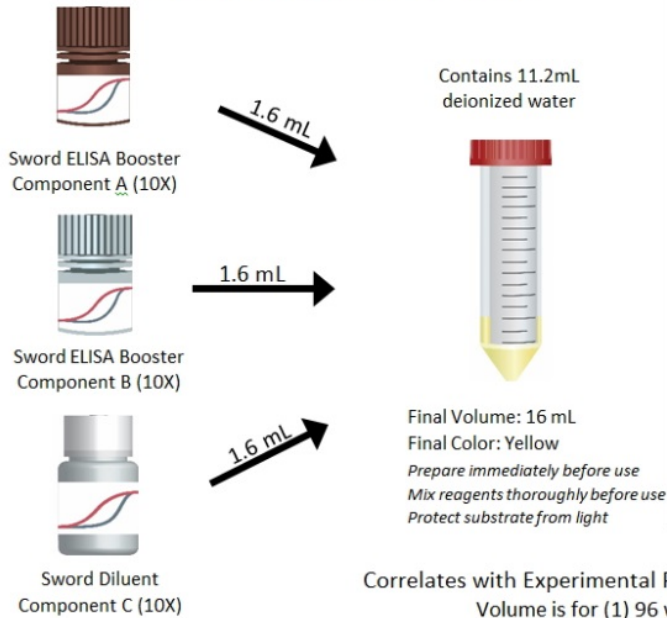 1.6 mL
Sword ELISA Booster
Component A (10X)
1.6 mL
Sword ELISA Booster
Component B (10X)
1.6 mL
Sword Diluent
Component C (10X)
Contains 11.2mL
deionized water
Final Volume: 16 mL
Final Color: Yellow
Prepare immediately before use
Mix reagents thoroughly before use
Protect substrate from light
Correlates with Experimental
Volume is for (1) 96